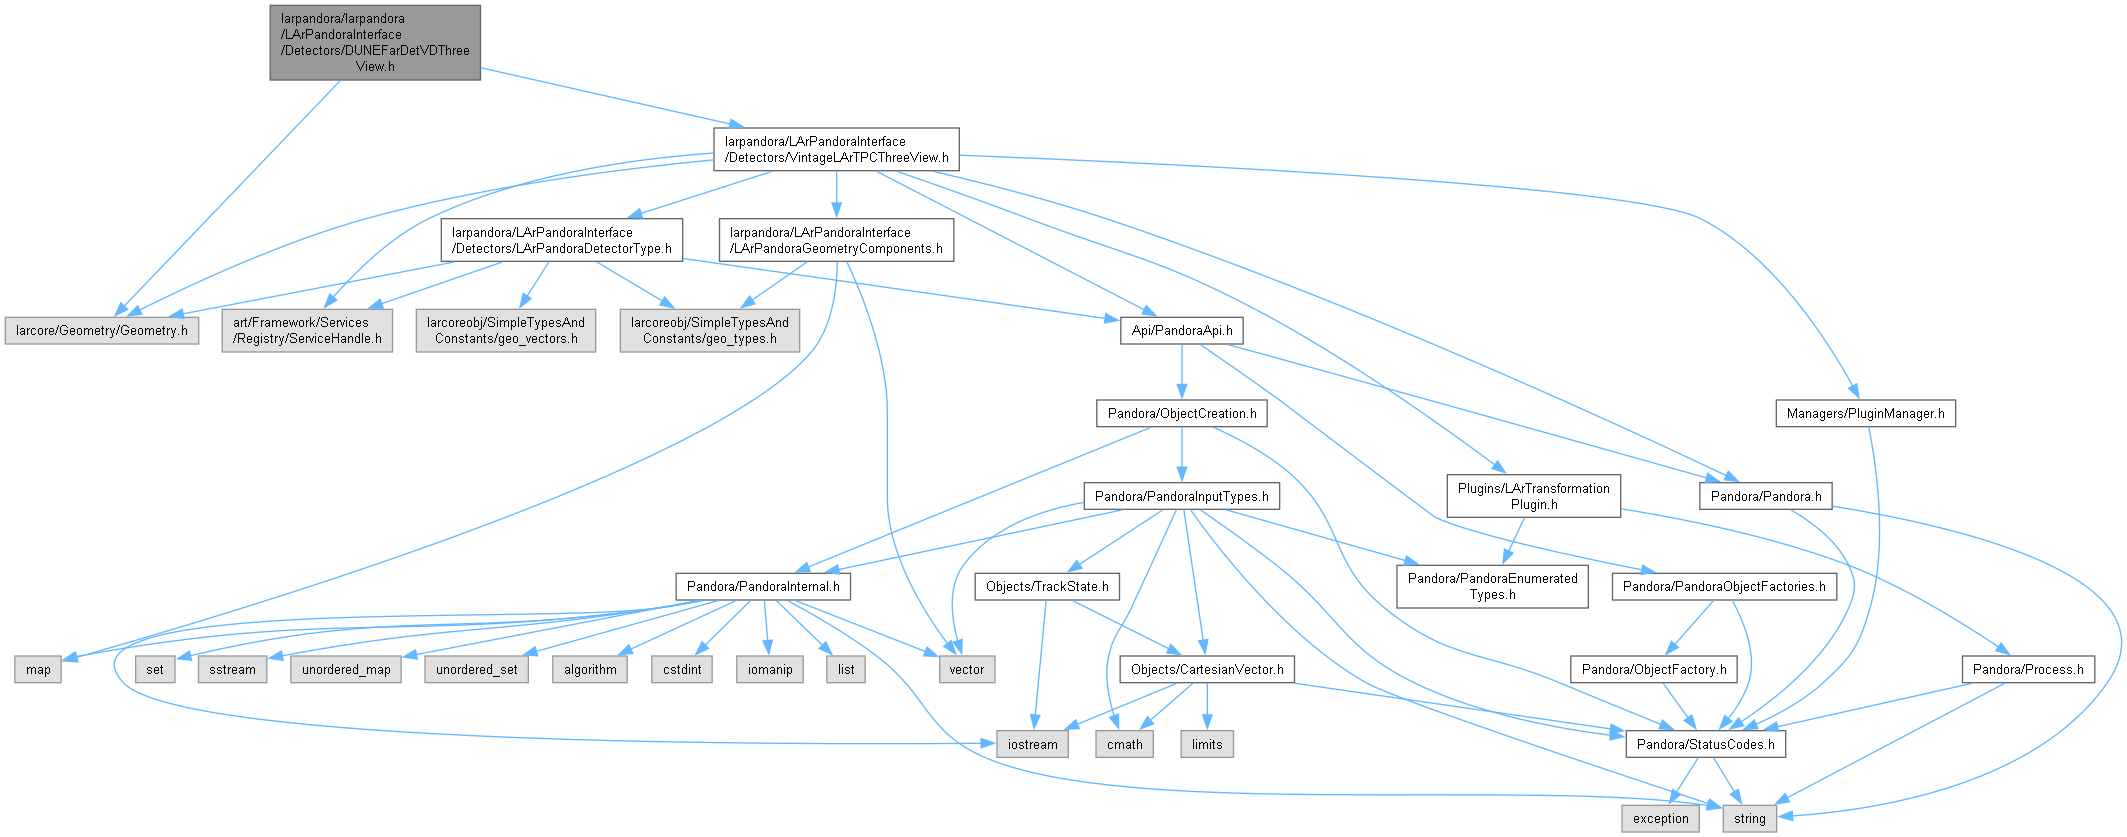 larpandora/larpandora
/LArPandoraInterface
/Detectors/DUNEFarDetVDThree
View.h
larpandora/LArPandoraInterface
/Detectors/VintageLArTPCThreeView.h
larpandora/LArPandoraInterface
/Detectors/LArPandoraDetectorType.h
larpandora/LArPandoraInterface
/LArPandoraGeometryComponents.h
larcore/Geometry/Geometry.h
art/Framework/Services
/Registry/ServiceHandle.h
larcoreobj/SimpleTypesAnd
Constants/geo_vectors.h
larcoreobj/SimpleTypesAnd
Constants/geo_types.h
Api/PandoraApi.h
Pandora/ObjectCreation.h
Managers/PluginManager.h
Pandora/PandoraInputTypes.h
Plugins/LArTransformation
Plugin.h
Pandora/Pandora.h
Pandora/PandoraInternal.h
Objects/TrackState.h
Pandora/PandoraEnumerated
Types.h
Pandora/PandoraObjectFactories.h
map
set
sstream
unordered_map
unordered_set
algorithm
cstdint
iomanip
list
vector
Objects/CartesianVector.h
Pandora/ObjectFactory.h
Pandora/Process.h
iostream
cmath
limits
Pandora/StatusCodes.h
exception
string